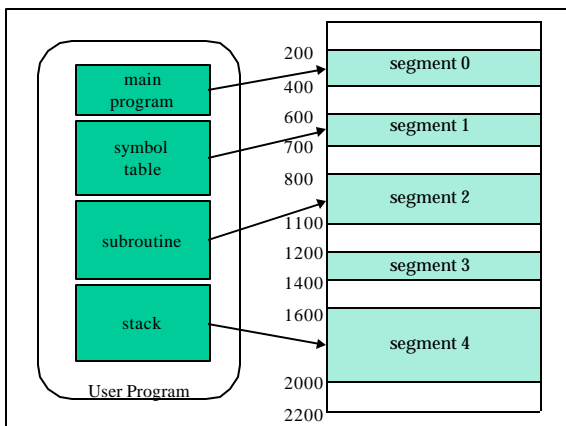 main
program
symbol
table
subroutine
stack
User Program
200
segment 0
400
600
segment 1
700
800
segment 2
1100
1200
segment 3
1400
1600
segment 4
2000
2200